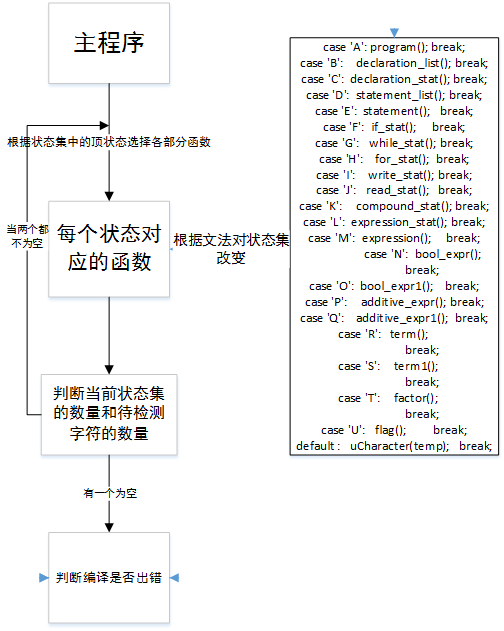 主程序
根据状态集中的顶状态选择各部分函数
当两个都
不为空
每个状态对
应的函数
根据文法对状态集
改变
判断当前状态集
的数量和待检测
字符的数量
有一个为空
判断编译是否出错
case 'A': program(); break;
case 'B': declaration_list(); break;
case 'C': declaration_stat(); break;
case 'D': statement_list(); break;
case 'E': statement(); break;
case 'F': if_stat(); break;
case 'G': while_stat(); break;
case 'H': for_stat(); break;
case 'I': write_stat(); break;
case 'J': read_stat(); break;
case 'K': compound_stat(); break;
case 'L': expression_stat(); break;
case 'M': expression(); break;
case 'N': bool_expr();
break;
case 'O': bool_expr1(); break;
case 'P': additive_expr(); break;
case 'Q': additive_expr1(); break;
case 'R': term();
break;
case 'S': term1();
break;
case 'T': factor();
break;
case 'U': flag(); break;
default : uCharacter(temp); break;